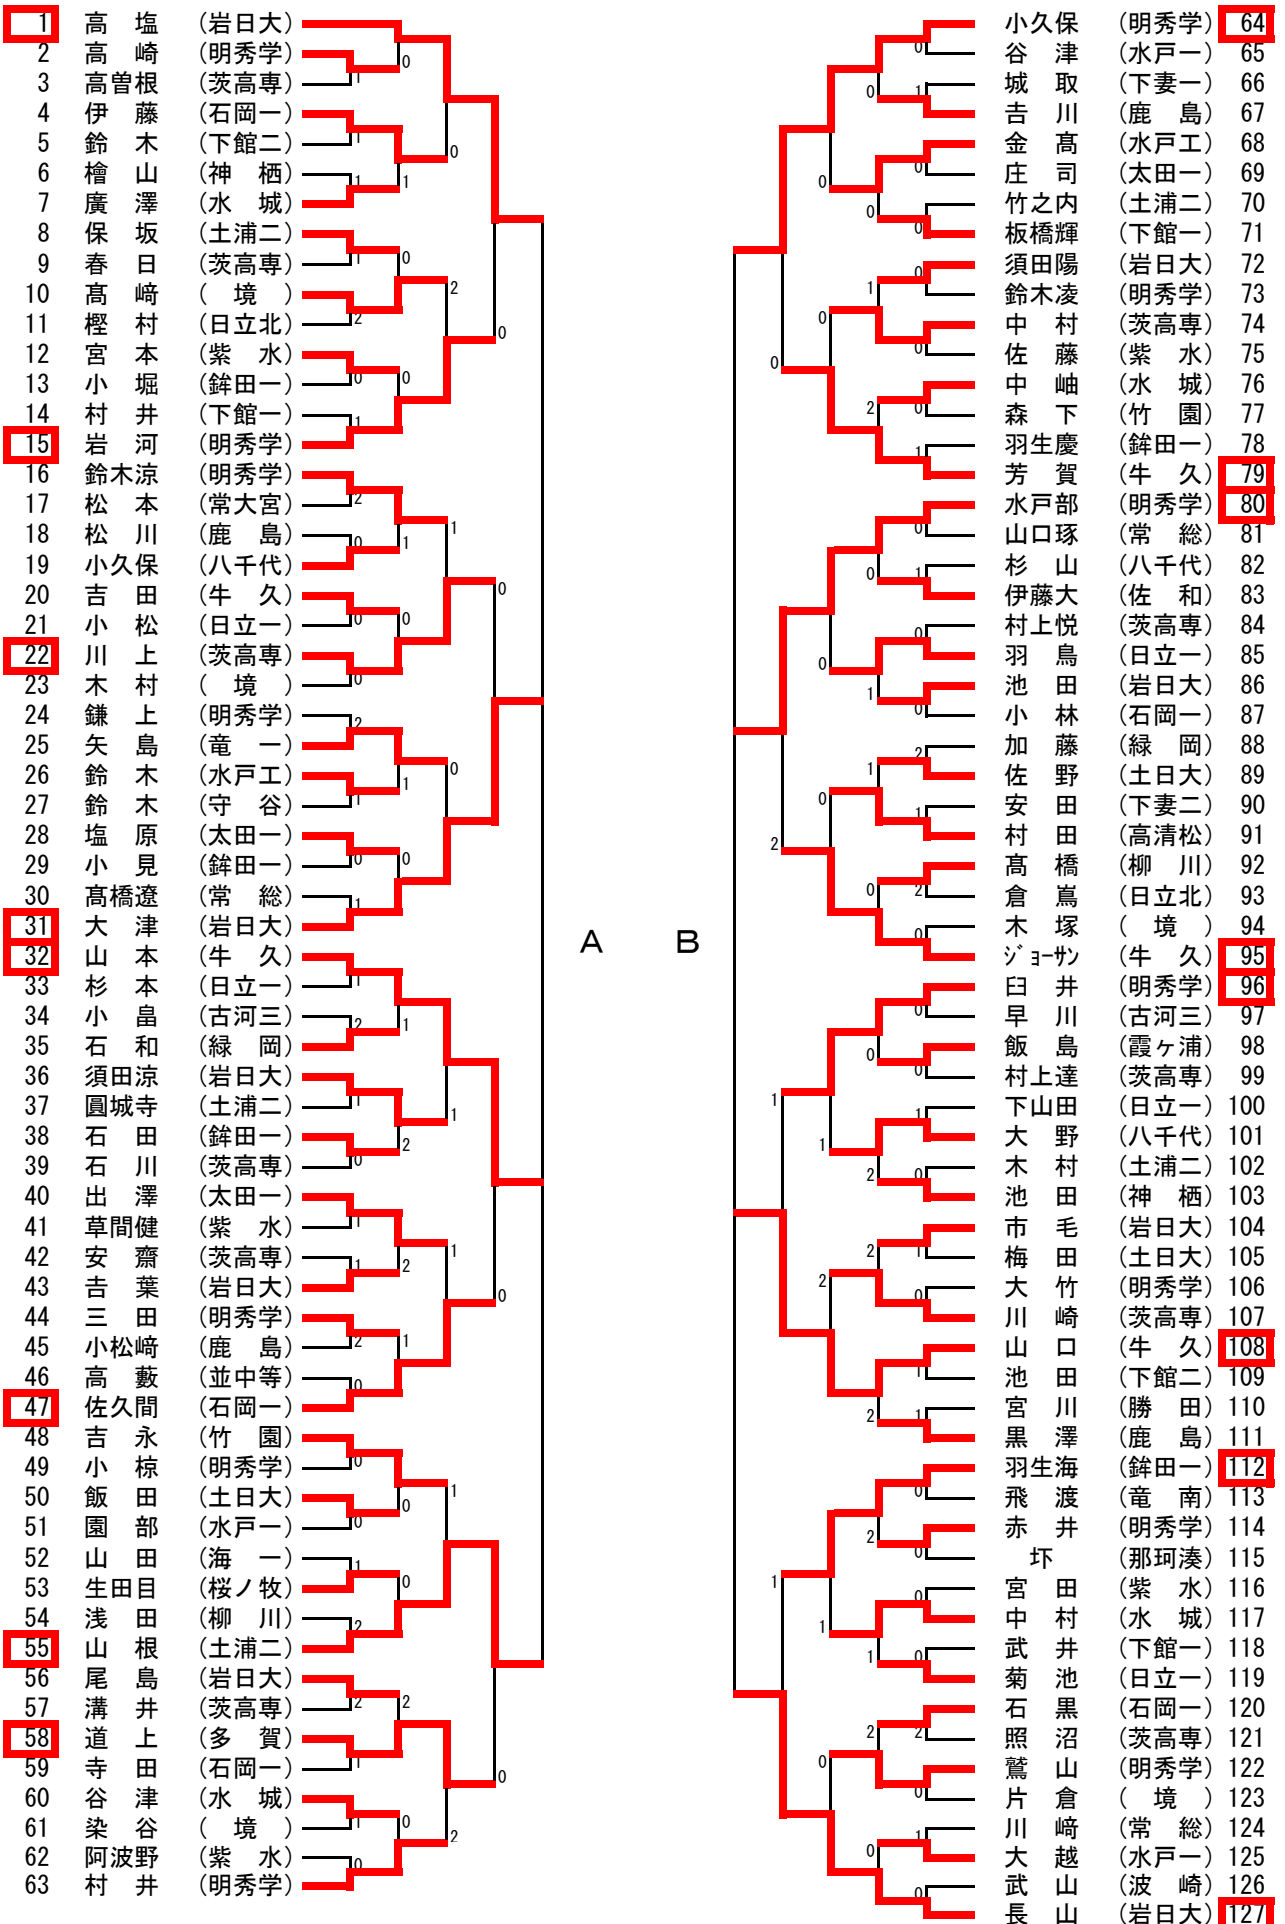 1 高　塩 (岩日大)
2 高　崎 (明秀学)
3 高曽根 (茨高専)
4 伊　藤 (石岡一)
5 鈴　木 (下館二)
6 檜　山 (神　栖)
7 廣　澤 (水　城)
8 保　坂 (土浦二)
9 春　日 (茨高専)
10 髙　﨑 (　境　)
11 樫　村 (日立北)
12 宮　本 (紫　水)
13 小　堀 (鉾田一)
14 村　井 (下館一)
15 岩　河 (明秀学)
16 鈴木涼 (明秀学)
17 松　本 (常大宮)
18 松　川 (鹿　島)
19 小久保 (八千代)
20 吉　田 (牛　久)
21 小　松 (日立一)
22 川　上 (茨高専)
23 木　村 (　境　)
24 鎌　上 (明秀学)
25 矢　島 (竜　一)
26 鈴　木 (水戸工)
27 鈴　木 (守　谷)
28 塩　原 (太田一)
29 小　見 (鉾田一)
30 髙橋遼 (常　総)
31 大　津 (岩日大)
32 山　本 (牛　久)
33 杉　本 (日立一)
34 小　畠 (古河三)
35 石　和 (緑　岡)
36 須田涼 (岩日大)
37 圓城寺 (土浦二)
38 石　田 (鉾田一)
39 石　川 (茨高専)
40 出　澤 (太田一)
41 草間健 (紫　水)
42 安　齋 (茨高専)
43 𠮷　葉 (岩日大)
44 三　田 (明秀学)
45 小松﨑 (鹿　島)
46 高　藪 (並中等)
47 佐久間 (石岡一)
48 吉　永 (竹　園)
49 小　椋 (明秀学)
50 飯　田 (土日大)
51 園　部 (水戸一)
52 山　田 (海　一)
53 生田目 (桜ノ牧)
54 浅　田 (柳　川)
55 山　根 (土浦二)
56 尾　島 (岩日大)
57 溝　井 (茨高専)
58 道　上 (多　賀)
59 寺　田 (石岡一)
60 谷　津 (水　城)
61 染　谷 (　境　)
62 阿波野 (紫　水)
63 村　井 (明秀学)
A　B
小久保 (明秀学) 64
谷　津 (水戸一) 65
城　取 (下妻一) 66
𠮷　川 (鹿　島) 67
金　髙 (水戸工) 68
庄　司 (太田一) 69
竹之内 (土浦二) 70
板橋輝 (下館一) 71
須田陽 (岩日大) 72
鈴木凌 (明秀学) 73
中　村 (茨高専) 74
佐　藤 (紫　水) 75
中　岫 (水　城) 76
森　下 (竹　園) 77
羽生慶 (鉾田一) 78
芳　賀 (牛　久) 79
水戸部 (明秀学) 80
山口琢 (常　総) 81
杉　山 (八千代) 82
伊藤大 (佐　和) 83
村上悦 (茨高専) 84
羽　鳥 (日立一) 85
池　田 (岩日大) 86
小　林 (石岡一) 87
加　藤 (緑　岡) 88
佐　野 (土日大) 89
安　田 (下妻二) 90
村　田 (高清松) 91
髙　橋 (柳　川) 92
倉　嶌 (日立北) 93
木　塚 (　境　) 94
ジョーサン (牛　久) 95
臼　井 (明秀学) 96
早　川 (古河三) 97
飯　島 (霞ヶ浦) 98
村上達 (茨高専) 99
下山田 (日立一) 100
大　野 (八千代) 101
木　村 (土浦二) 102
池　田 (神　栖) 103
市　毛 (岩日大) 104
梅　田 (土日大) 105
大　竹 (明秀学) 106
川　崎 (茨高専) 107
山　口 (牛　久) 108
池　田 (下館二) 109
宮　川 (勝　田) 110
黒　澤 (鹿　島) 111
羽生海 (鉾田一) 112
飛　渡 (竜　南) 113
赤　井 (明秀学) 114
坏 (那珂湊) 115
宮　田 (紫　水) 116
中　村 (水　城) 117
武　井 (下館一) 118
菊　池 (日立一) 119
石　黒 (石岡一) 120
照　沼 (茨高専) 121
鷲　山 (明秀学) 122
片　倉 (　境　) 123
川　﨑 (常　総) 124
大　越 (水戸一) 125
武　山 (波　崎) 126
長　山 (岩日大) 127